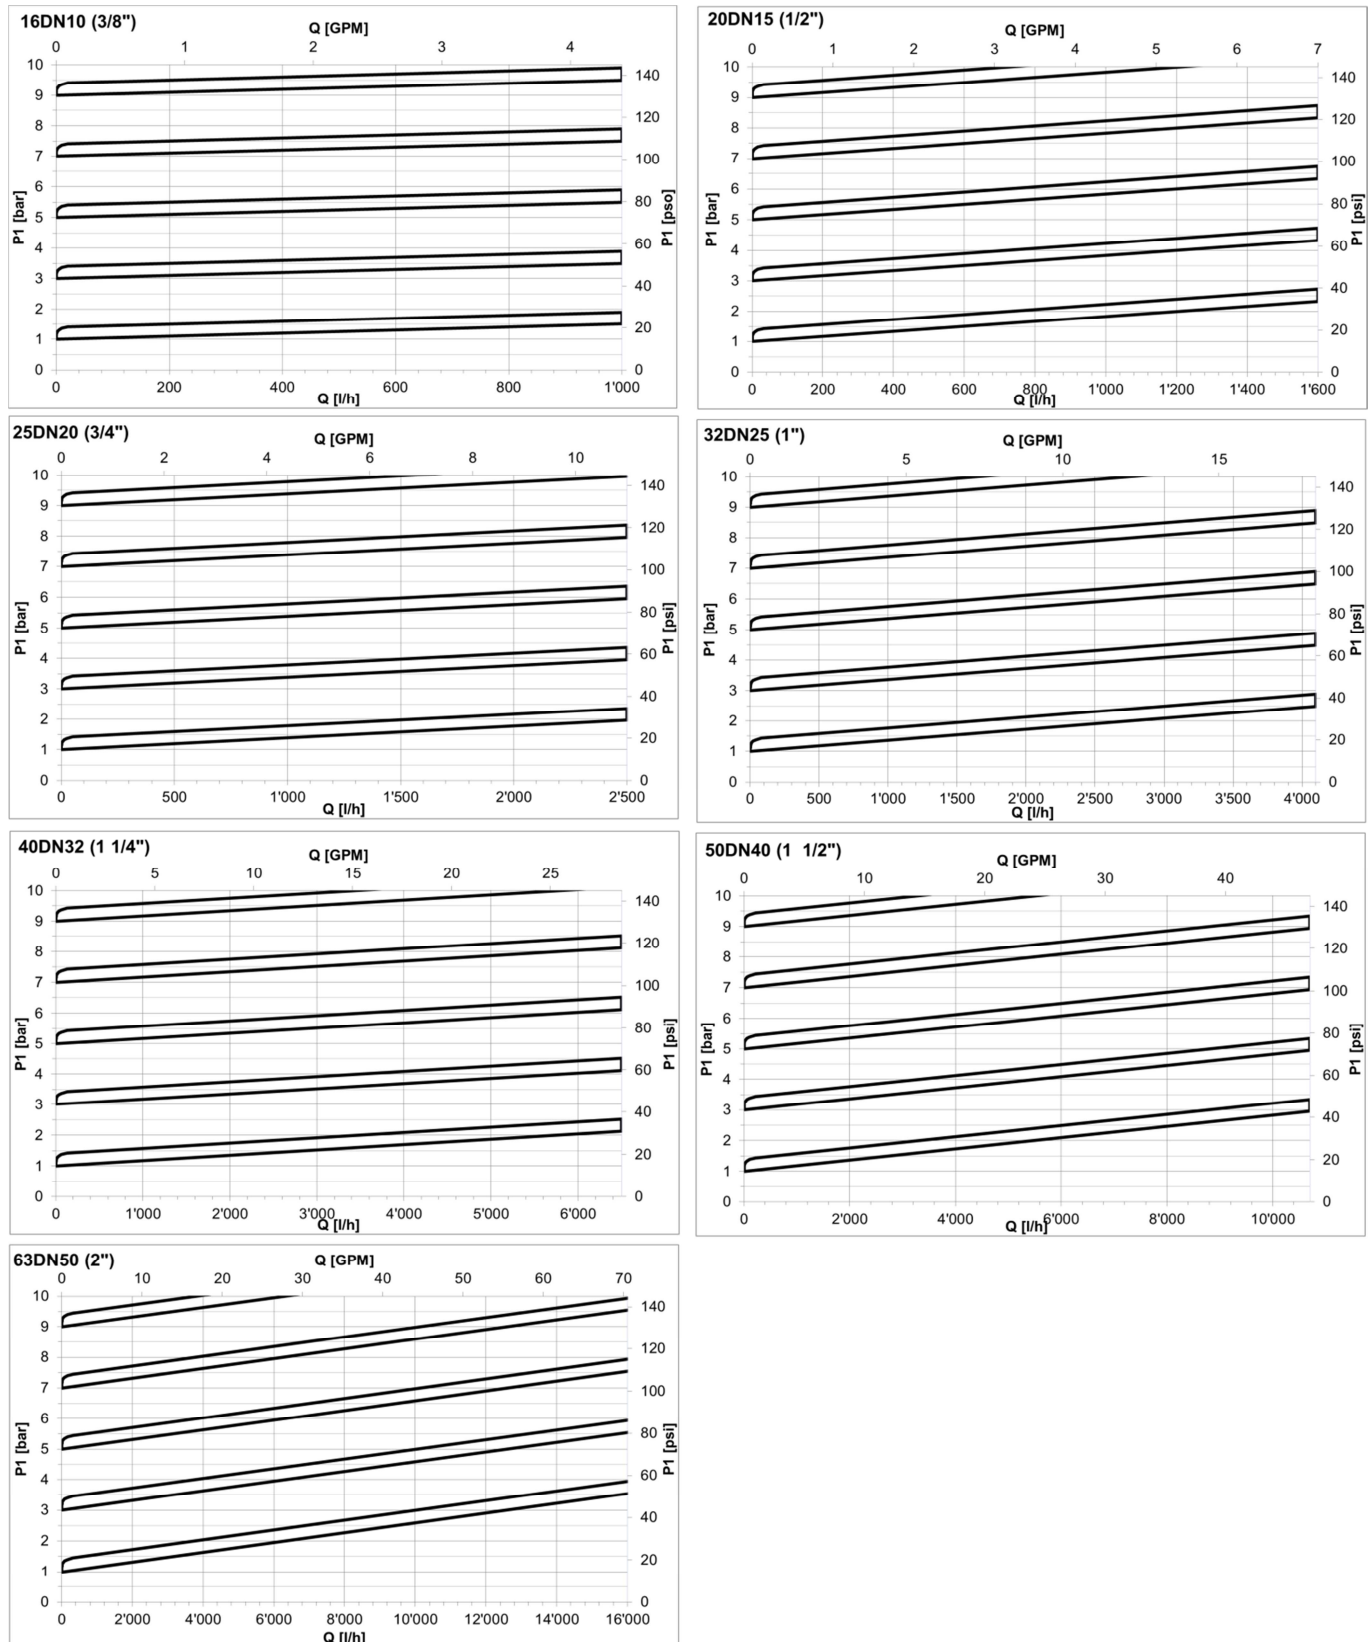 16DN10 (3/8")
Q [GPM]
0 1 2 3 4
10 9 8 7 6 5 4 3 2 1 0
P1 [bar]
140 120 100 80 60 40 20 0
P1 [pso]
0 200 400 600 800 1'000
Q [l/h]
20DN15 (1/2")
Q [GPM]
0 1 2 3 4 5 6 7
10 9 8 7 6 5 4 3 2 1 0
P1 [bar]
140 120 100 80 60 40 20 0
P1 [psi]
0 200 400 600 800 1'000 1'200 1'400 1'600
Q [l/h]
25DN20 (3/4")
Q [GPM]
0 2 4 6 8 10
10 9 8 7 6 5 4 3 2 1 0
P1 [bar]
140 120 100 80 60 40 20 0
P1 [psi]
0 500 1'000 1'500 2'000 2'500
Q [l/h]
32DN25 (1")
Q [GPM]
0 5 10 15
10 9 8 7 6 5 4 3 2 1 0
P1 [bar]
140 120 100 80 60 40 20 0
P1 [psi]
0 500 1'000 1'500 2'000 2'500 3'000 3'500 4'000
Q [l/h]
40DN32 (1 1/4")
Q [GPM]
0 5 10 15 20 25
10 9 8 7 6 5 4 3 2 1 0
P1 [bar]
140 120 100 80 60 40 20 0
P1 [psi]
0 1'000 2'000 3'000 4'000 5'000 6'000
Q [l/h]
50DN40 (1 1/2")
Q [GPM]
0 10 20 30 40
10 9 8 7 6 5 4 3 2 1 0
P1 [bar]
140 120 100 80 60 40 20 0
P1 [psi]
0 2'000 4'000 6'000 8'000 10'000
Q [l/h]
63DN50 (2")
Q [GPM]
0 10 20 30 40 50 60 70
10 9 8 7 6 5 4 3 2 1 0
P1 [bar]
140 120 100 80 60 40 20 0
P1 [psi]
0 2'000 4'000 6'000 8'000 10'000 12'000 14'000 16'000
Q [l/h]